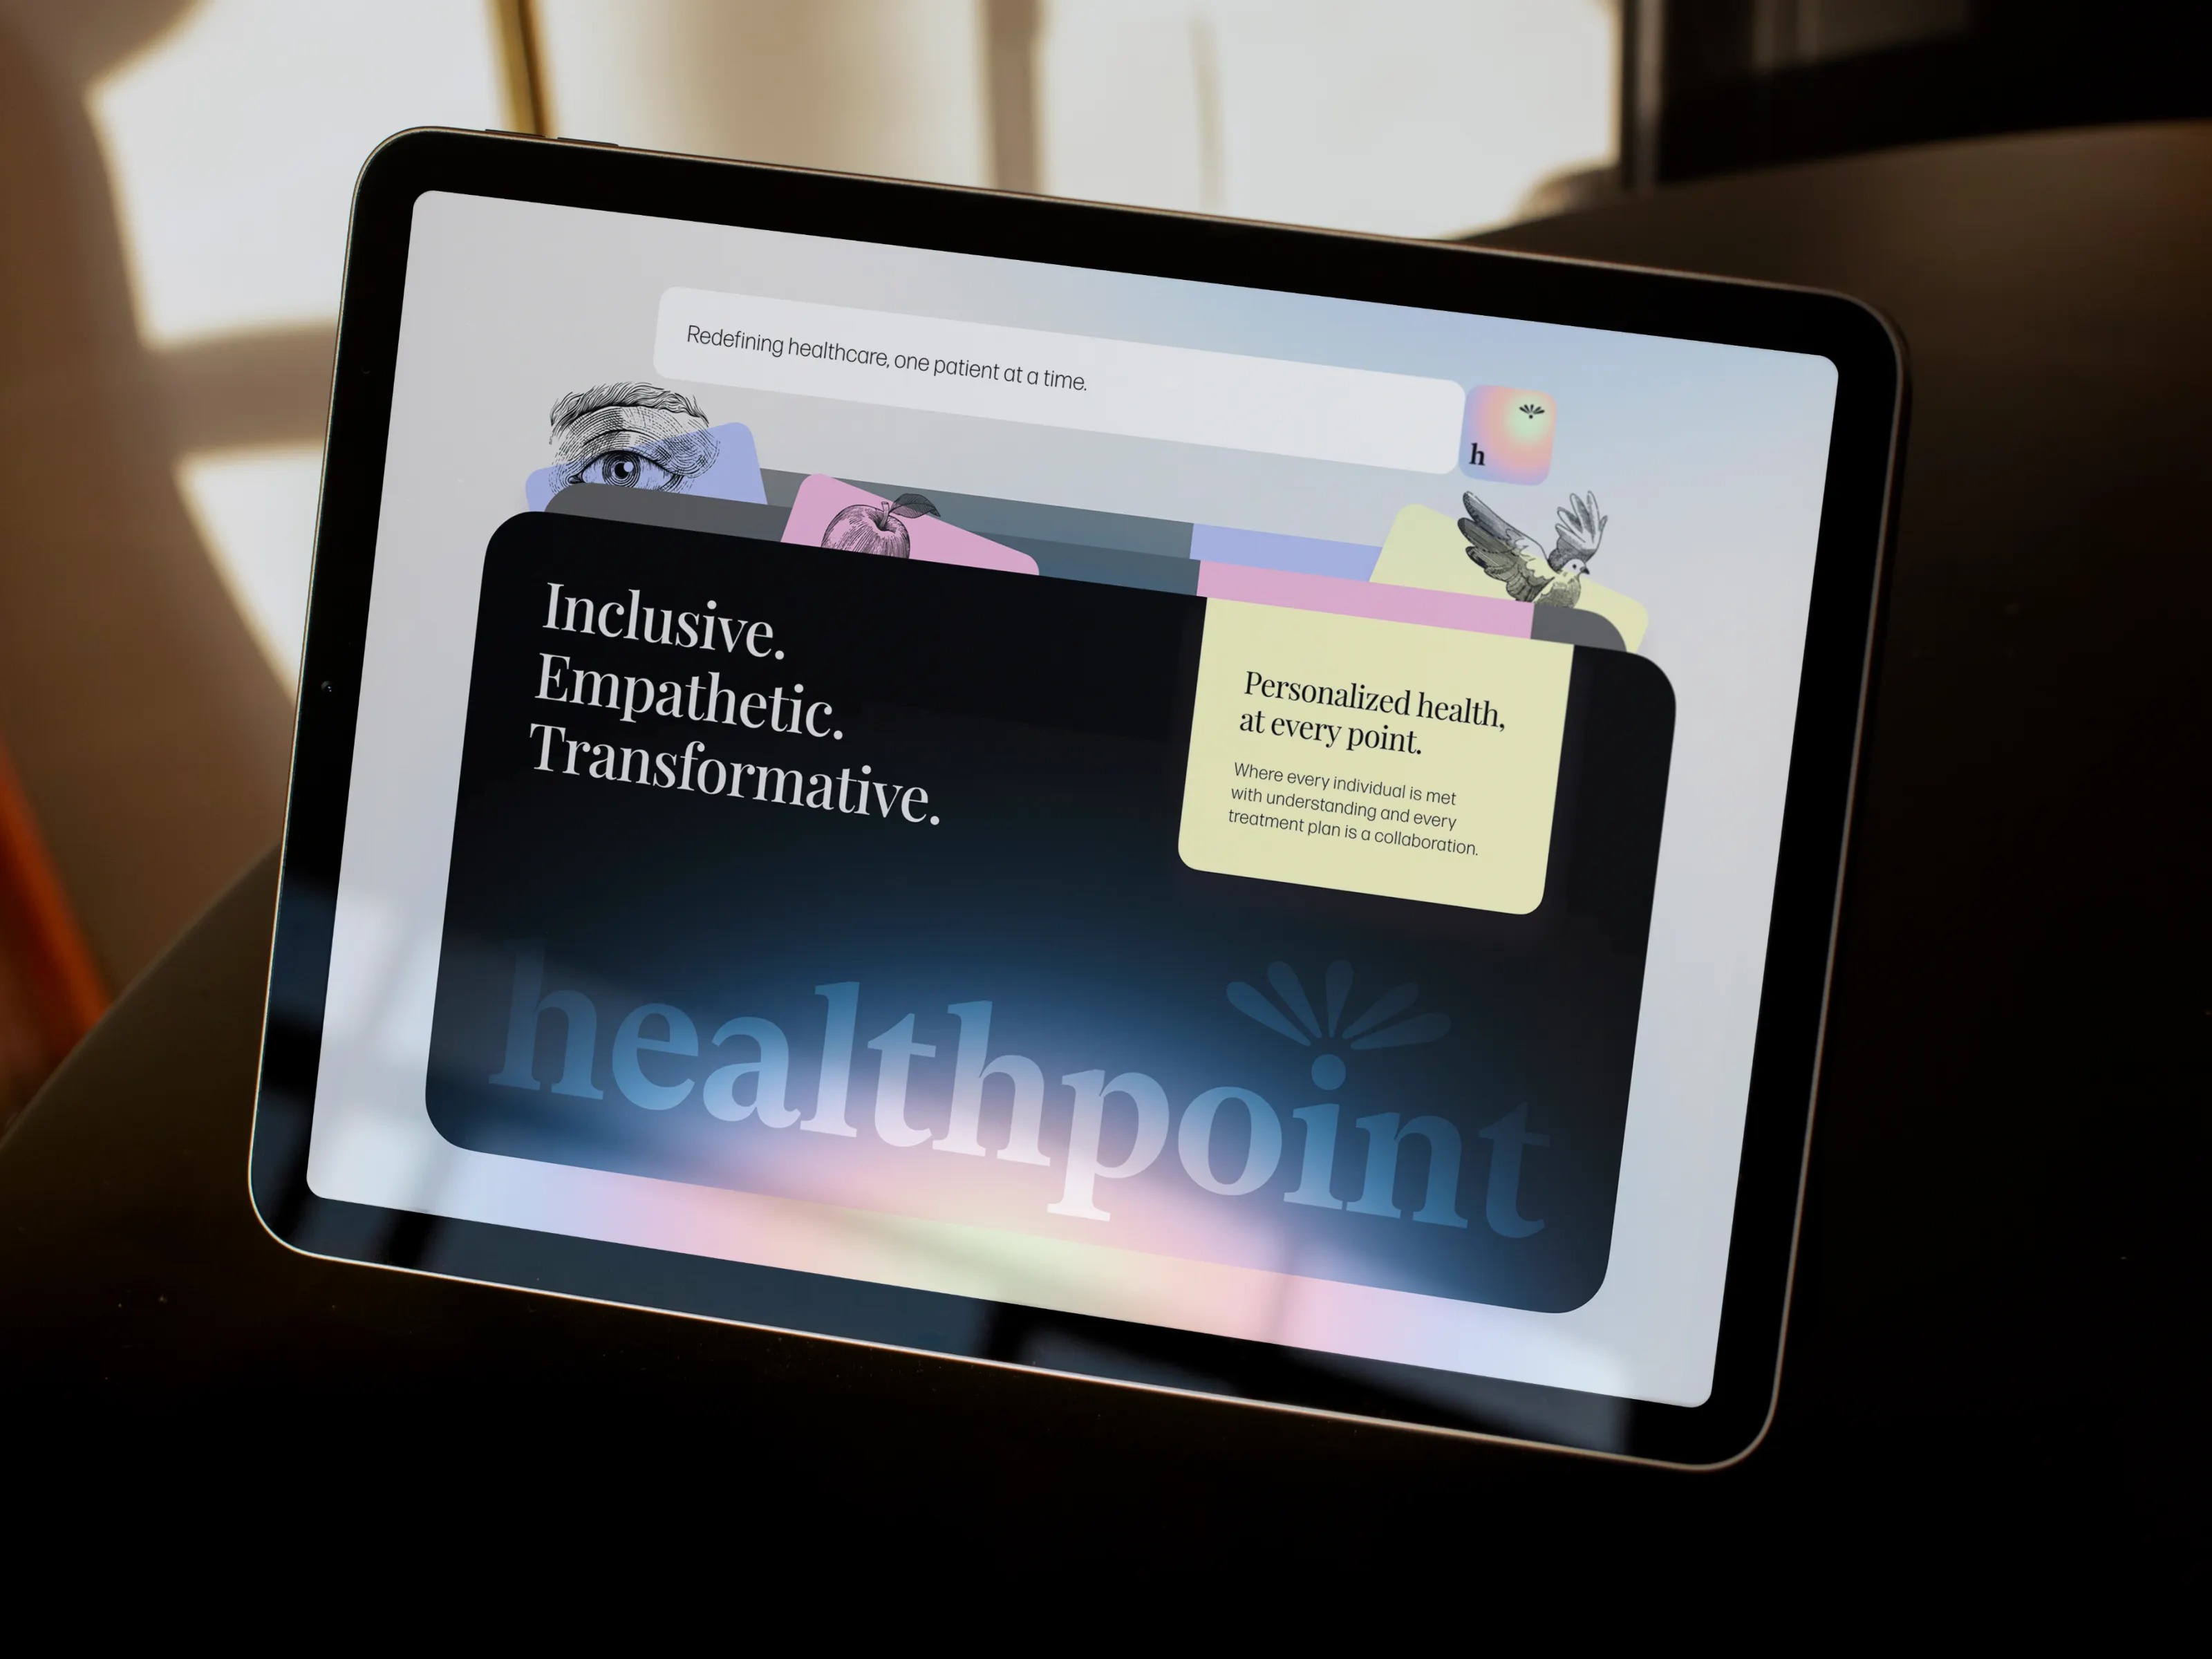 Redefining healthcare, one patient at a time.
h
Inclusive.
Empathetic.
Transformative.
Personalized health,
at every point.
Where every individual is met
with understanding and every
treatment plan is a collaboration.
healthpoint